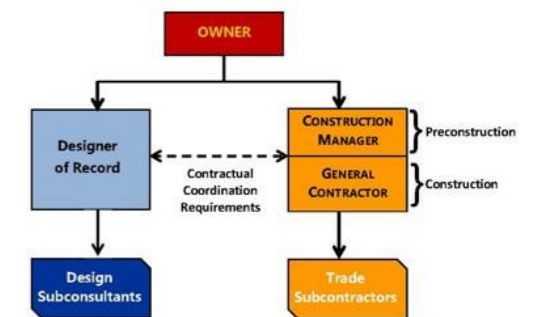 OWNER
Designer
of Record
CONSTRUCTION
MANAGER
Preconstruction
Contractual
Coordination
Requirements
GENERAL
CONTRACTOR
Construction
Design
Subconsultants
Trade
Subcontractors